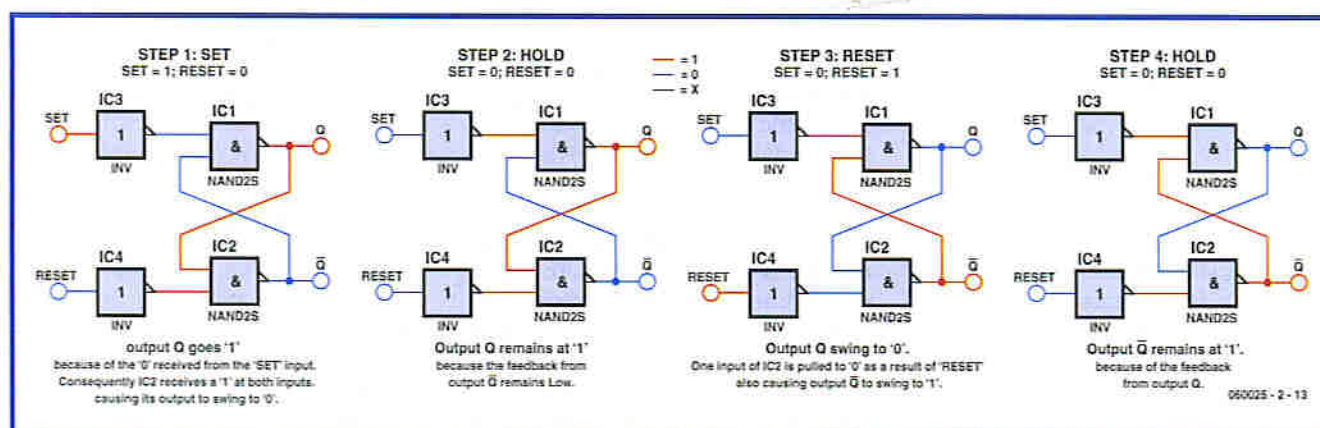 STEP 1: SET
SET = 1; RESET = 0
IC3
IC1
SET
1
&
Q
INV
NAND2S
IC4
IC2
RESET
1
&
Q̅
INV
NAND2S
output Q goes '1'
because of the '0' received from the 'SET' input.
Consequently IC2 receives a '1' at both inputs.
causing its output to swing to '0'.
STEP 2: HOLD
SET = 0; RESET = 0
IC3
IC1
SET
1
&
Q
INV
NAND2S
IC4
IC2
RESET
1
&
Q̅
INV
NAND2S
Output Q remains at '1'
because the feedback from
output Q̅ remains Low.
= 1
= 0
= X
STEP 3: RESET
SET = 0; RESET = 1
IC3
IC1
SET
1
&
Q
INV
NAND2S
IC4
IC2
RESET
1
&
Q̅
INV
NAND2S
Output Q swing to '0'.
One input of IC2 is pulled to '0' as a result of 'RESET'
also causing output Q̅ to swing to '1'.
STEP 4: HOLD
SET = 0; RESET = 0
IC3
IC1
SET
1
&
Q
INV
NAND2S
IC4
IC2
RESET
1
&
Q̅
INV
NAND2S
Output Q̅ remains at '1'.
because of the feedback
from output Q.
060025 - 2 - 13